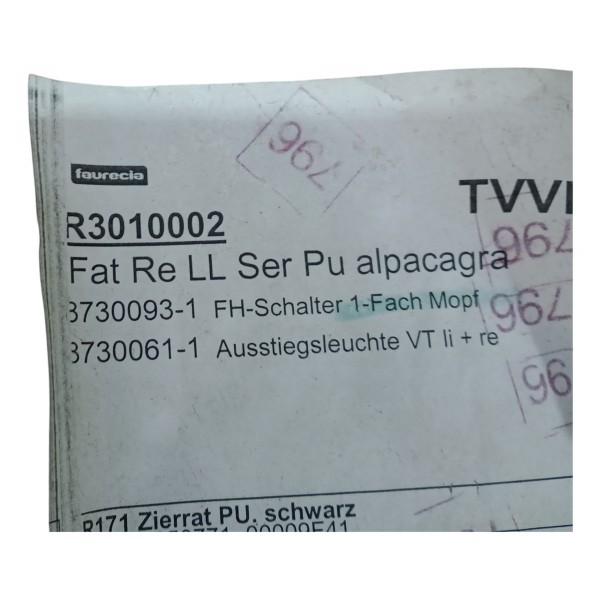 796
faurecia
TVVI
R3010002
796
Fat Re LL Ser Pu alpacagra
3730093-1 FH-Schalter 1-Fach Mopf
796
3730061-1 Ausstiegsleuchte VT li + re
96
R171 Zierrat PU, schwarz